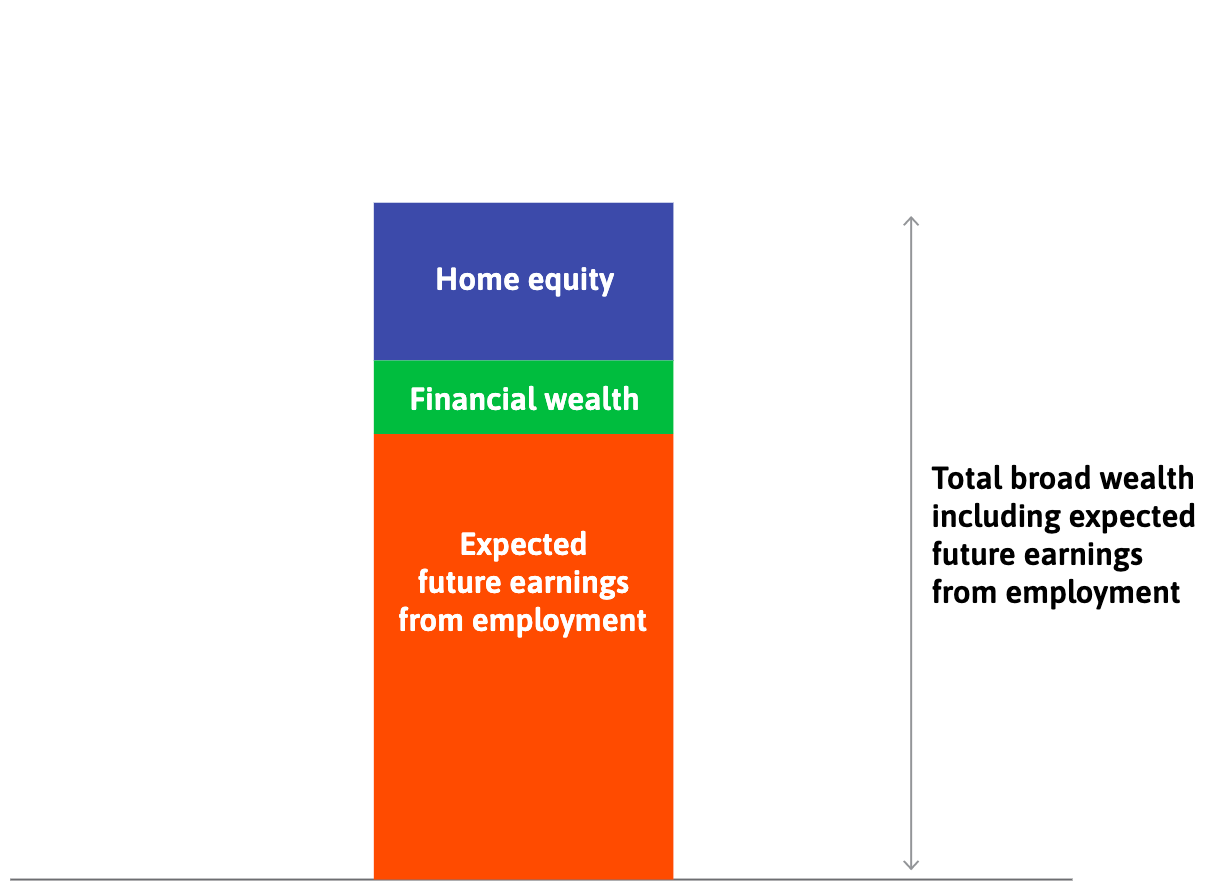 Home equity
Financial wealth
Expected
future earnings
from employment
Total broad wealth
including expected
future earnings
from employment